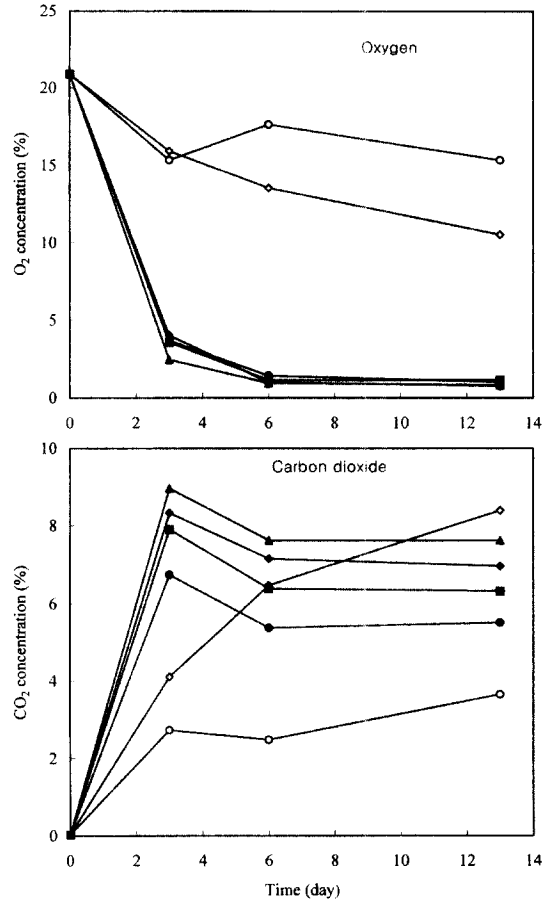 Oxygen
O₂ concentration (%)
25
20
15
10
5
0
0 2 4 6 8 10 12 14
Carbon dioxide
CO₂ concentration (%)
10
8
6
4
2
0
0 2 4 6 8 10 12 14
Time (day)